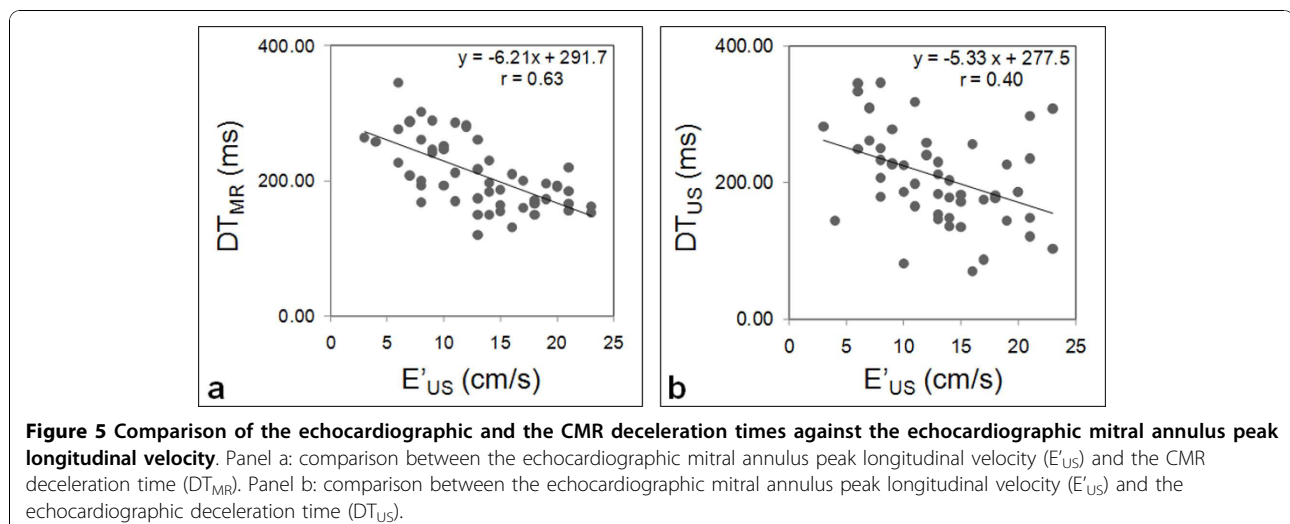 400.00
y = -6.21x + 291.7
r = 0.63
200.00
0.00
0 5 10 15 20 25
DT_MR (ms)
E'_US (cm/s)
a
400.00
y = -5.33 x + 277.5
r = 0.40
200.00
0.00
0 5 10 15 20 25
DT_US (ms)
E'_US (cm/s)
b
Figure 5 Comparison of the echocardiographic and the CMR deceleration times against the echocardiographic mitral annulus peak
longitudinal velocity. Panel a: comparison between the echocardiographic mitral annulus peak longitudinal velocity (E'_US) and the CMR
deceleration time (DT_MR). Panel b: comparison between the echocardiographic mitral annulus peak longitudinal velocity (E'_US) and the
echocardiographic deceleration time (DT_US).